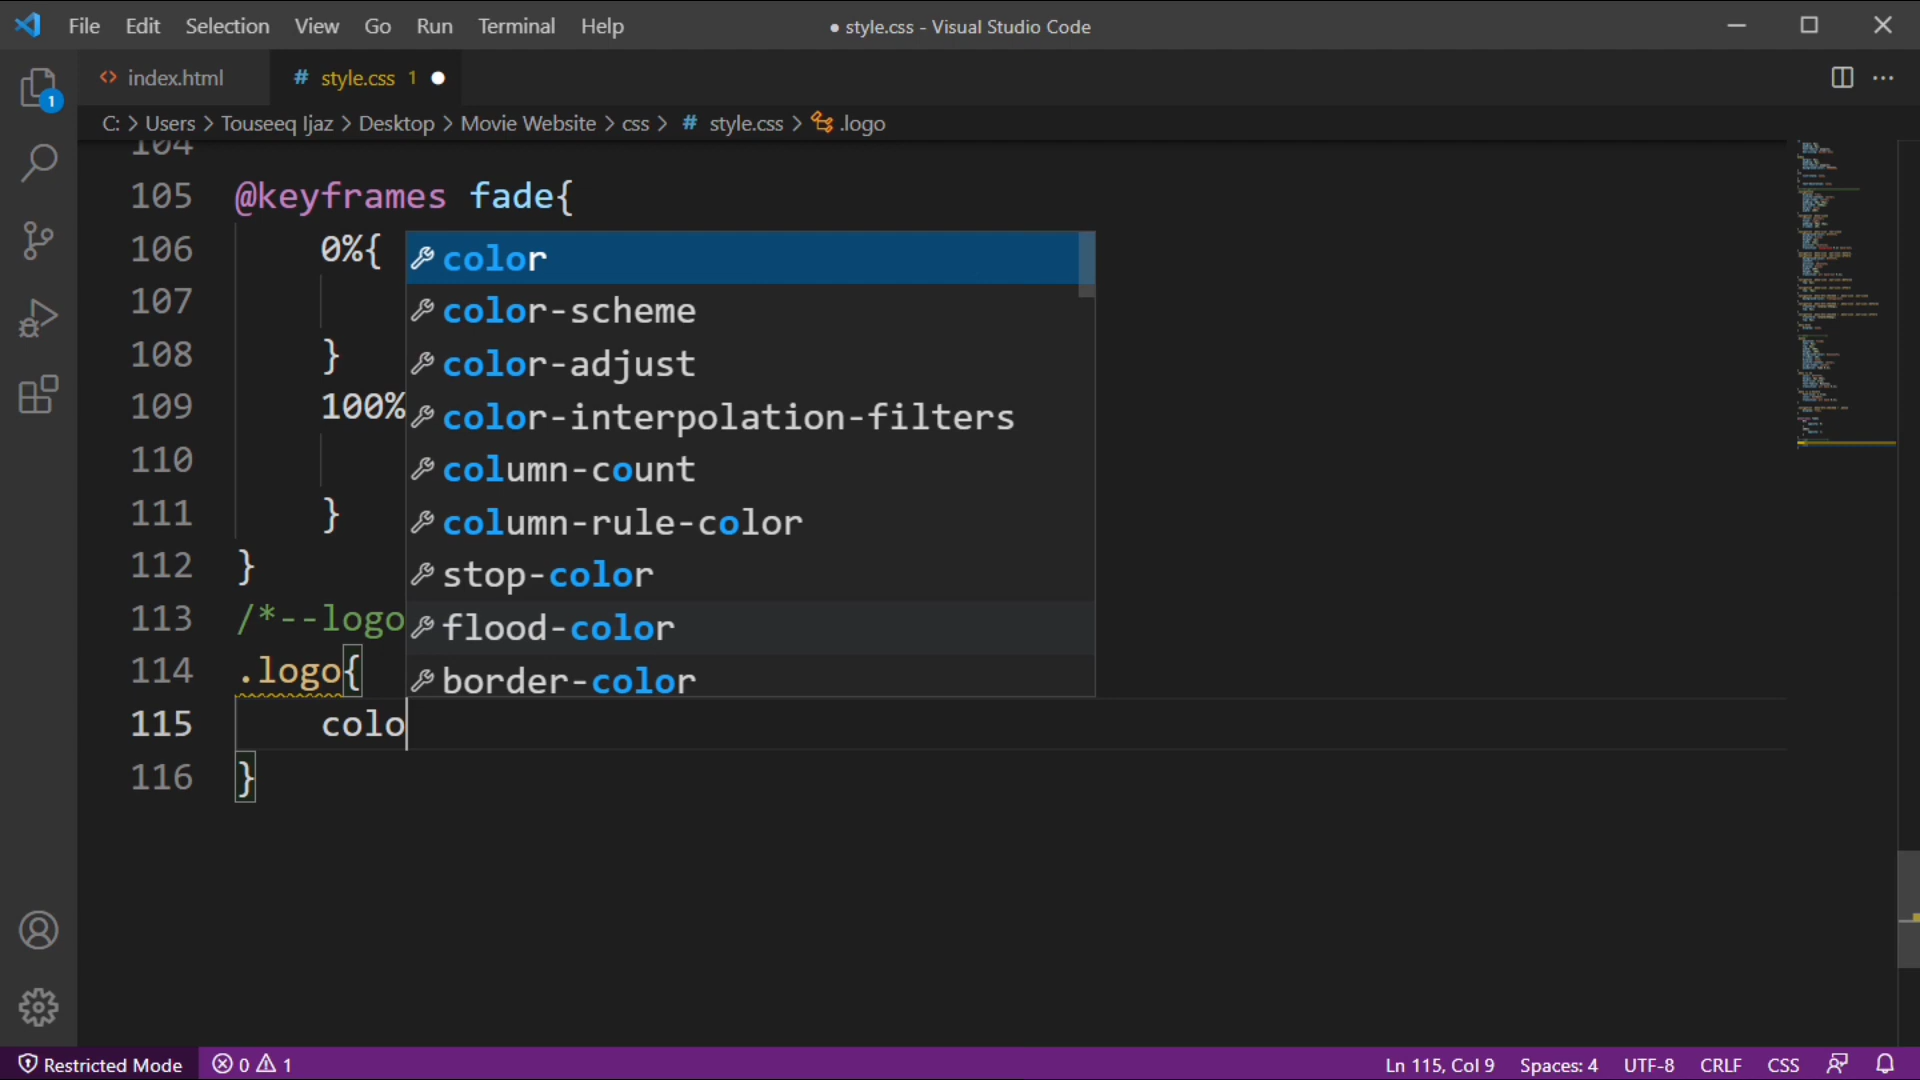 File Edit Selection View Go Run Terminal Help ● style.css - Visual Studio Code
index.html # style.css 1 ●
C: > Users > Touseeq Ijaz > Desktop > Movie Website > css > # style.css > .logo
1
104
105 @keyframes fade{
106 0%{
107
108 }
109 100%
110
111 }
112 }
113 /*--logo
114 .logo{
115 colo
116 }
color
color-scheme
color-adjust
color-interpolation-filters
column-count
column-rule-color
stop-color
flood-color
border-color
Restricted Mode 0 1 Ln 115, Col 9 Spaces: 4 UTF-8 CRLF CSS